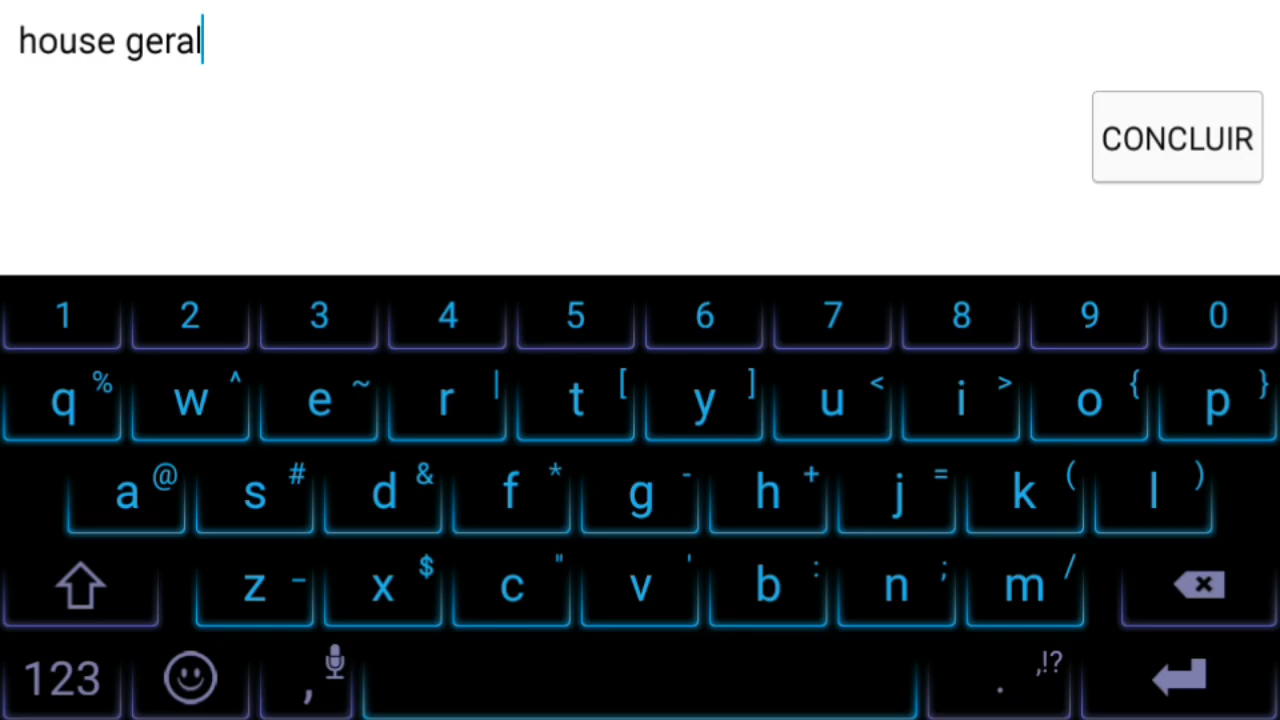 house geral
CONCLUIR
1 2 3 4 5 6 7 8 9 0
q % w ^ e ~ r | t [ y ] u < i > o { p }
a @ s # d & f * g - h + j = k ( l )
z _ x $ c " v ' b : n ; m /
123 , . ,!?